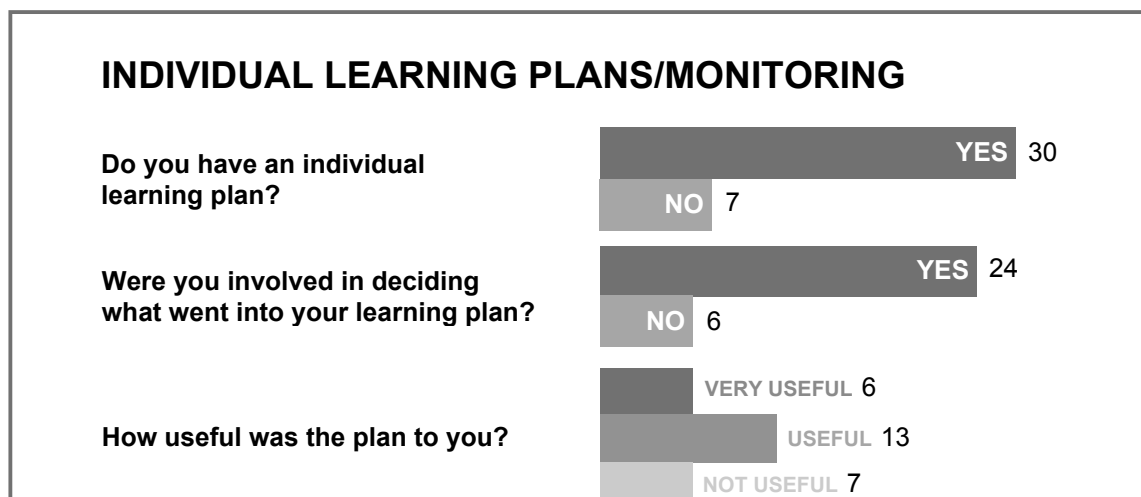 INDIVIDUAL LEARNING PLANS/MONITORING
Do you have an individual
learning plan?
YES 30
NO 7
Were you involved in deciding
what went into your learning plan?
YES 24
NO 6
How useful was the plan to you?
VERY USEFUL 6
USEFUL 13
NOT USEFUL 7